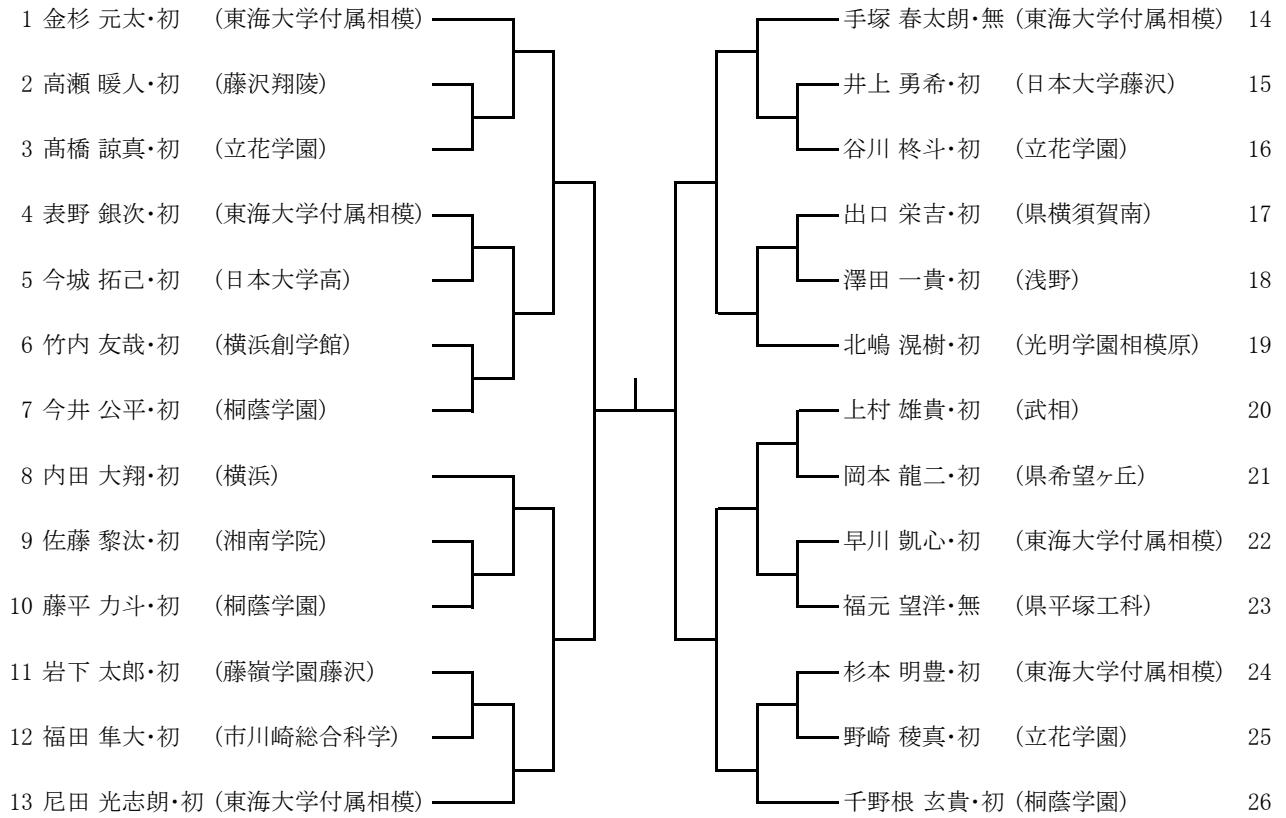 1 金杉 元太・初 (東海大学付属相模)
2 高瀬 暖人・初 (藤沢翔陵)
3 髙橋 諒真・初 (立花学園)
4 表野 銀次・初 (東海大学付属相模)
5 今城 拓己・初 (日本大学高)
6 竹内 友哉・初 (横浜創学館)
7 今井 公平・初 (桐蔭学園)
8 内田 大翔・初 (横浜)
9 佐藤 黎汰・初 (湘南学院)
10 藤平 力斗・初 (桐蔭学園)
11 岩下 太郎・初 (藤嶺学園藤沢)
12 福田 隼大・初 (市川崎総合科学)
13 尼田 光志朗・初 (東海大学付属相模)
手塚 春太朗・無 (東海大学付属相模) 14
井上 勇希・初 (日本大学藤沢) 15
谷川 柊斗・初 (立花学園) 16
出口 栄吉・初 (県横須賀南) 17
澤田 一貴・初 (浅野) 18
北嶋 滉樹・初 (光明学園相模原) 19
上村 雄貴・初 (武相) 20
岡本 龍二・初 (県希望ヶ丘) 21
早川 凱心・初 (東海大学付属相模) 22
福元 望洋・無 (県平塚工科) 23
杉本 明豊・初 (東海大学付属相模) 24
野崎 稜真・初 (立花学園) 25
千野根 玄貴・初 (桐蔭学園) 26